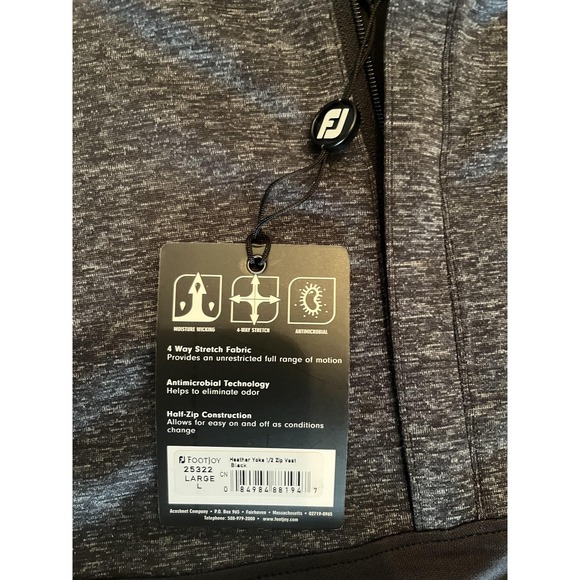 FJ
MOISTURE WICKING
4-WAY STRETCH
ANTIMICROBIAL
4 Way Stretch Fabric
Provides an unrestricted full range of motion
Antimicrobial Technology
Helps to eliminate odor
Half-Zip Construction
Allows for easy on and off as conditions
change
FJ FOOTJOY
25322
LARGE
L
CN
Heather Yoke 1/2 Zip Vest
Black
0 84984 88194 7
Acushnet Company • P.O. Box 965 • Fairhaven • Massachusetts • 02719-0965
Telephone: 508-979-2000 • www.footjoy.com